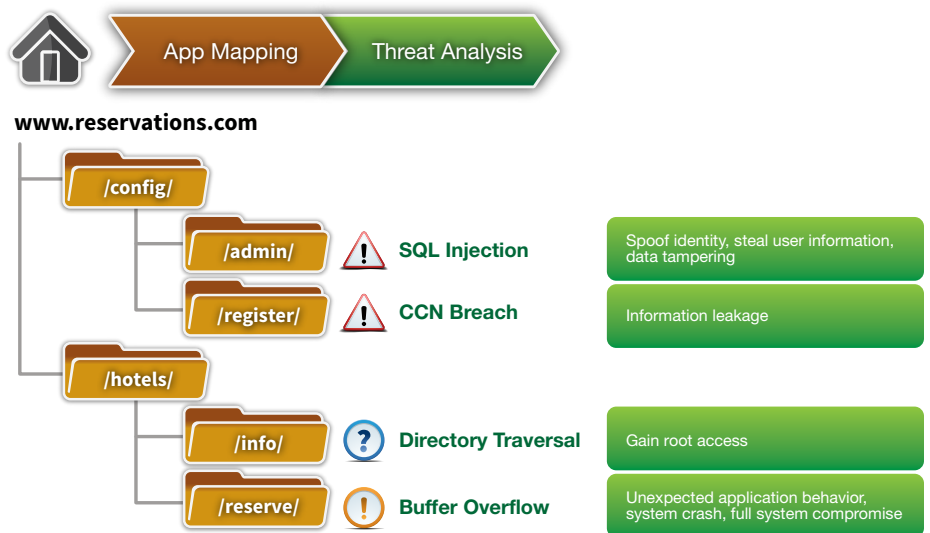 App Mapping
Threat Analysis
www.reservations.com
/config/
/admin/
SQL Injection
Spoof identity, steal user information,
data tampering
/register/
CCN Breach
Information leakage
/hotels/
/info/
?
Directory Traversal
Gain root access
/reserve/
Buffer Overflow
Unexpected application behavior,
system crash, full system compromise